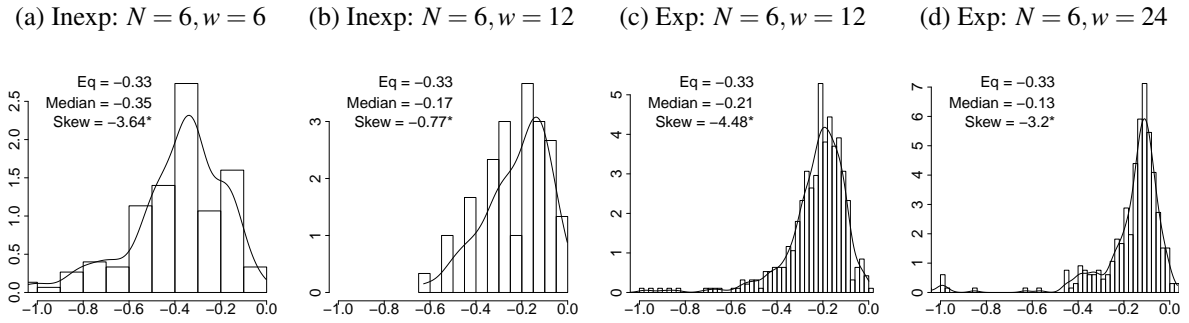 (a) Inexp: N = 6, w = 6
Eq = −0.33
Median = −0.35
Skew = −3.64*
2.5
2.0
1.5
1.0
0.5
0.0
−1.0 −0.8 −0.6 −0.4 −0.2 0.0
(b) Inexp: N = 6, w = 12
Eq = −0.33
Median = −0.17
Skew = −0.77*
3
2
1
0
−1.0 −0.8 −0.6 −0.4 −0.2 0.0
(c) Exp: N = 6, w = 12
Eq = −0.33
Median = −0.21
Skew = −4.48*
5
4
3
2
1
0
−1.0 −0.8 −0.6 −0.4 −0.2 0.0
(d) Exp: N = 6, w = 24
Eq = −0.33
Median = −0.13
Skew = −3.2*
7
6
5
4
3
2
1
0
−1.0 −0.8 −0.6 −0.4 −0.2 0.0